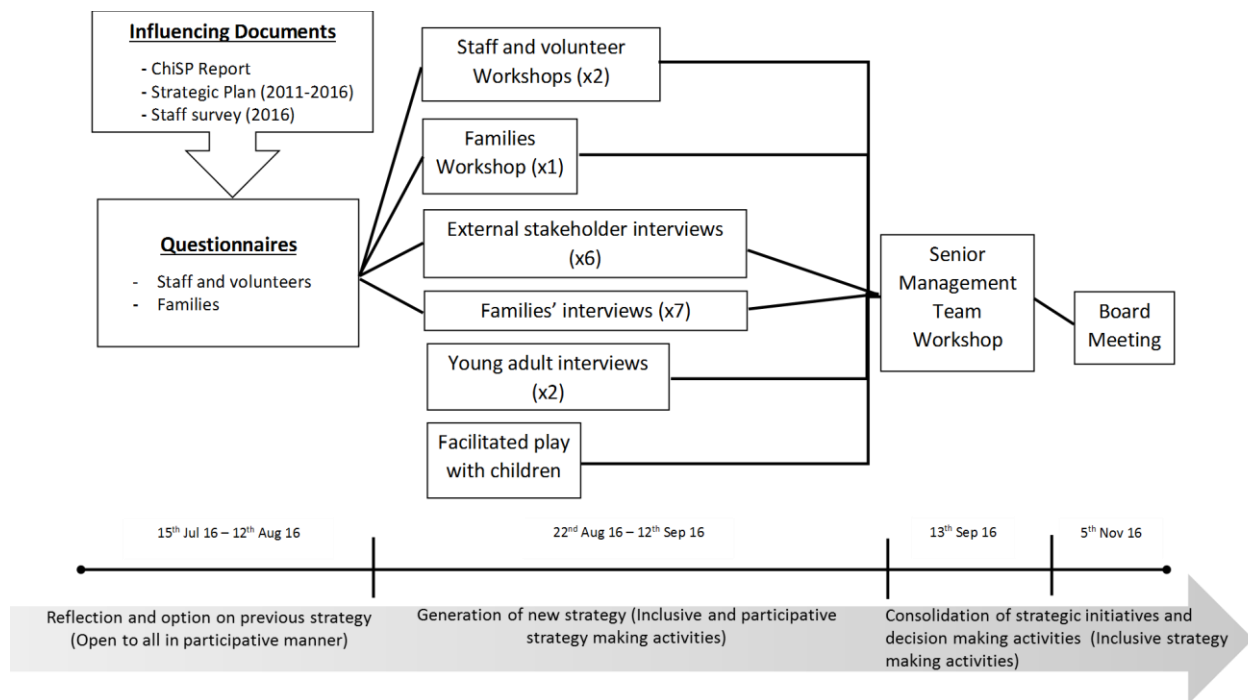 Influencing Documents
- ChiSP Report
- Strategic Plan (2011-2016)
- Staff survey (2016)
Questionnaires
- Staff and volunteers
- Families
Staff and volunteer
Workshops (x2)
Families
Workshop (x1)
External stakeholder interviews
(x6)
Families’ interviews (x7)
Young adult interviews
(x2)
Facilitated play
with children
Senior
Management
Team
Workshop
Board
Meeting
15th Jul 16 – 12th Aug 16
22nd Aug 16 – 12th Sep 16
13th Sep 16
5th Nov 16
Reflection and option on previous strategy
(Open to all in participative manner)
Generation of new strategy (Inclusive and participative
strategy making activities)
Consolidation of strategic initiatives and
decision making activities (Inclusive strategy
making activities)